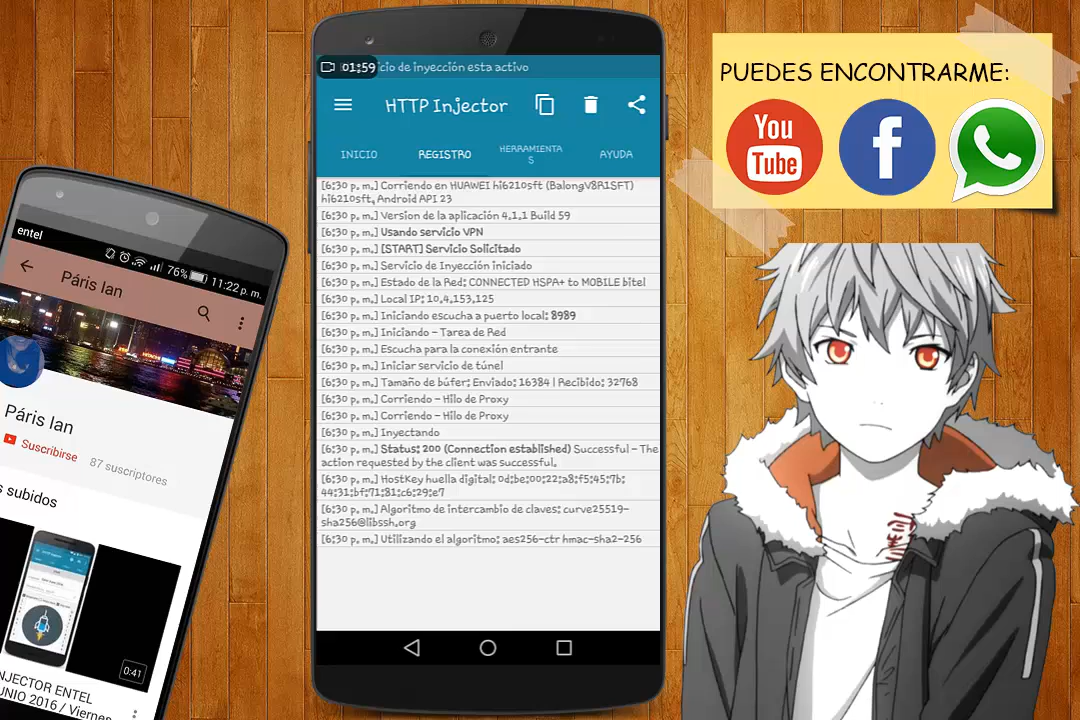 PUEDES ENCONTRARME:
You
Tube
f
01:59
cio de inyección esta activo
HTTP Injector
INICIO
REGISTRO
HERRAMIENTA
S
AYUDA
[6:30 p. m.] Corriendo en HUAWEI hi6210sft (BalongV8R1SFT)
hi6210sft, Android API 23
[6:30 p. m.] Version de la aplicación 4.1.1 Build 59
[6:30 p. m.] Usando servicio VPN
[6:30 p. m.] [START] Servicio Solicitado
[6:30 p. m.] Servicio de Inyección iniciado
[6:30 p. m.] Estado de la Red: CONNECTED HSPA+ to MOBILE bitel
[6:30 p. m.] Local IP: 10.4.153.125
[6:30 p. m.] Iniciando escucha a puerto local: 8989
[6:30 p. m.] Iniciando - Tarea de Red
[6:30 p. m.] Escucha para la conexión entrante
[6:30 p. m.] Iniciar servicio de túnel
[6:30 p. m.] Tamaño de búfer: Enviado: 16384 | Recibido: 32768
[6:30 p. m.] Corriendo - Hilo de Proxy
[6:30 p. m.] Corriendo - Hilo de Proxy
[6:30 p. m.] Inyectando
[6:30 p. m.] Status: 200 (Connection established) Successful - The
action requested by the client was successful.
[6:30 p. m.] HostKey huella digital: 0d:be:00:22:a8:f5:45:7b:
44:31:bf:71:81:c6:29:e7
[6:30 p. m.] Algoritmo de intercambio de claves: curve25519-
sha256@libssh.org
[6:30 p. m.] Utilizando el algoritmo: aes256-ctr hmac-sha2-256
entel
76%
11:22 p. m.
Páris Ian
Páris Ian
Suscribirse
87 suscriptores
s subidos
0:41
NJECTOR ENTEL
UNIO 2016 / Viernes